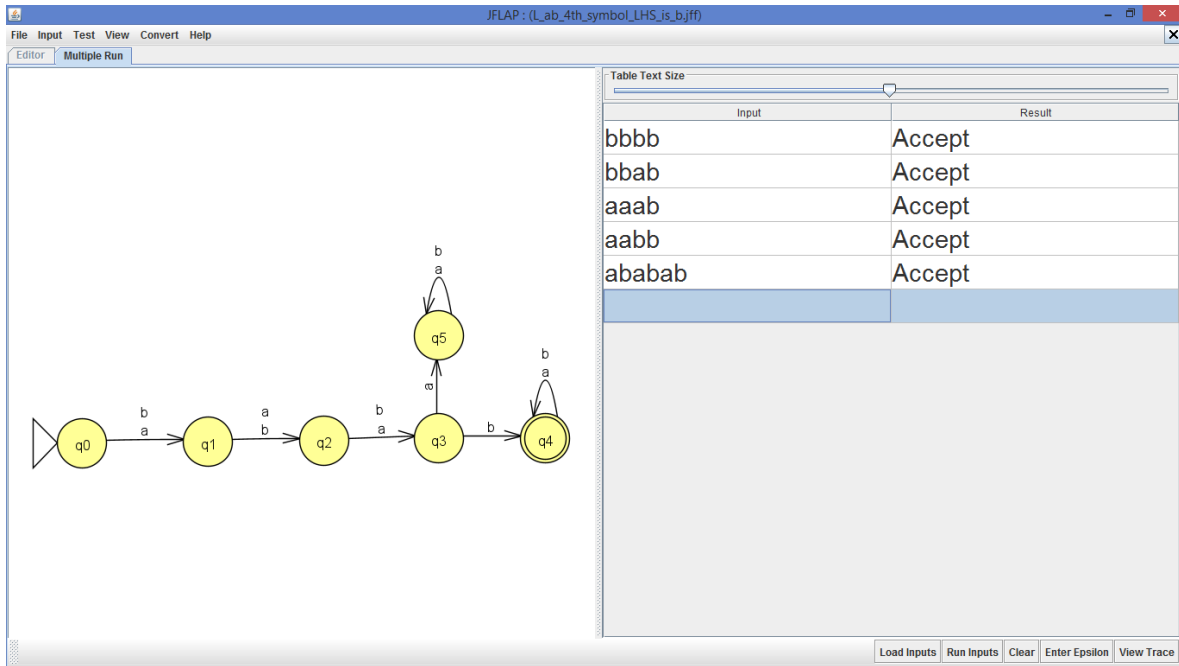 JFLAP : (L_ab_4th_symbol_LHS_is_b.jff)
File Input Test View Convert Help
Editor Multiple Run
Table Text Size
Input Result
bbbb Accept
bbab Accept
aaab Accept
aabb Accept
ababab Accept
b
a
q5
a
b
a
b
a
a
b
b
a
b
q0 q1 q2 q3 q4
Load Inputs Run Inputs Clear Enter Epsilon View Trace